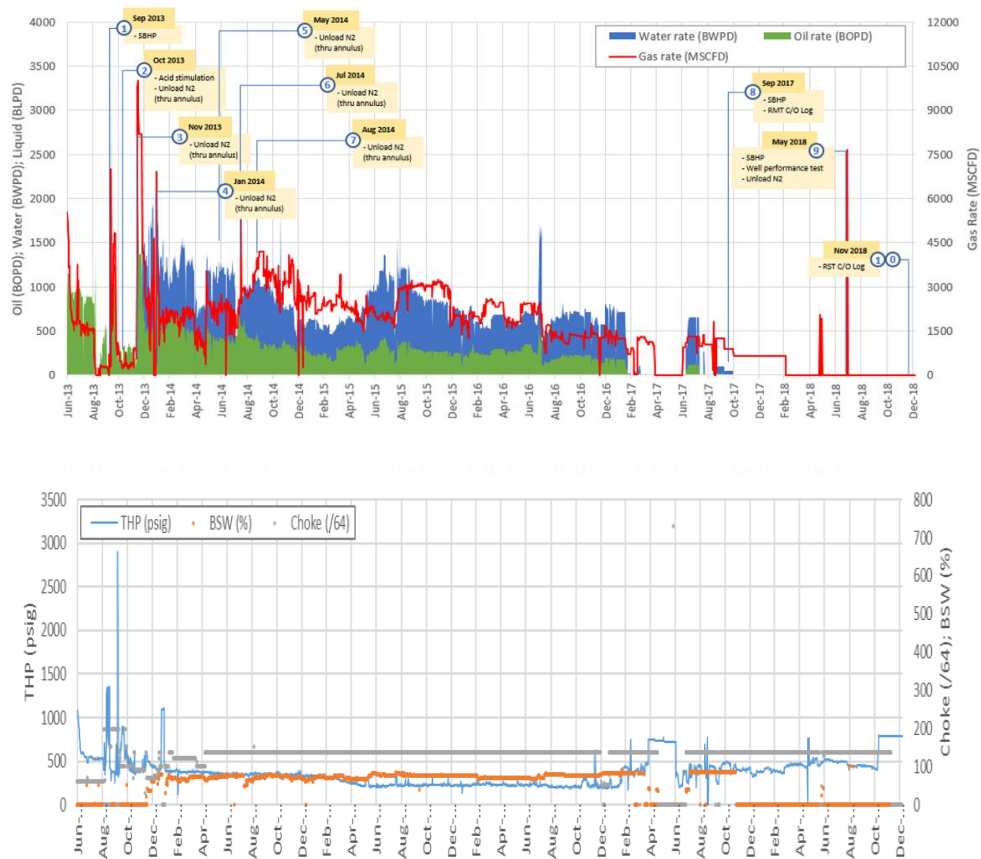 4000
3500
3000
2500
2000
1500
1000
500
0
Oil (BOPD); Water (BWPD); Liquid (BLPD)
12000
10500
9000
7500
6000
4500
3000
1500
0
Gas Rate (MSCFD)
Water rate (BWPD)
Oil rate (BOPD)
Gas rate (MSCFD)
Sep 2013
1
- SBHP
Oct 2013
2
- Acid stimulation
- Unload N2
(thru annulus)
Nov 2013
3
- Unload N2
(thru annulus)
Jan 2014
4
- Unload N2
(thru annulus)
May 2014
5
- Unload N2
(thru annulus)
Jul 2014
6
- Unload N2
(thru annulus)
Aug 2014
7
- Unload N2
(thru annulus)
Sep 2017
8
- SBHP
- RMT C/O Log
May 2018
9
- SBHP
- Well performance test
- Unload N2
Nov 2018
1 0
- RST C/O Log
Jun-13
Aug-13
Oct-13
Dec-13
Feb-14
Apr-14
Jun-14
Aug-14
Oct-14
Dec-14
Feb-15
Apr-15
Jun-15
Aug-15
Oct-15
Dec-15
Feb-16
Apr-16
Jun-16
Aug-16
Oct-16
Dec-16
Feb-17
Apr-17
Jun-17
Aug-17
Oct-17
Dec-17
Feb-18
Apr-18
Jun-18
Aug-18
Oct-18
Dec-18
3500
3000
2500
2000
1500
1000
500
0
THP (psig)
800
700
600
500
400
300
200
100
0
Choke (/64); BSW (%)
THP (psig)
BSW (%)
Choke (/64)
Jun-
Aug-
Oct-
Dec-
Feb-
Apr-
Jun-
Aug-
Oct-
Dec-
Feb-
Apr-
Jun-
Aug-
Oct-
Dec-
Feb-
Apr-
Jun-
Aug-
Oct-
Dec-
Feb-
Apr-
Jun-
Aug-
Oct-
Dec-
Feb-
Apr-
Jun-
Aug-
Oct-
Dec-